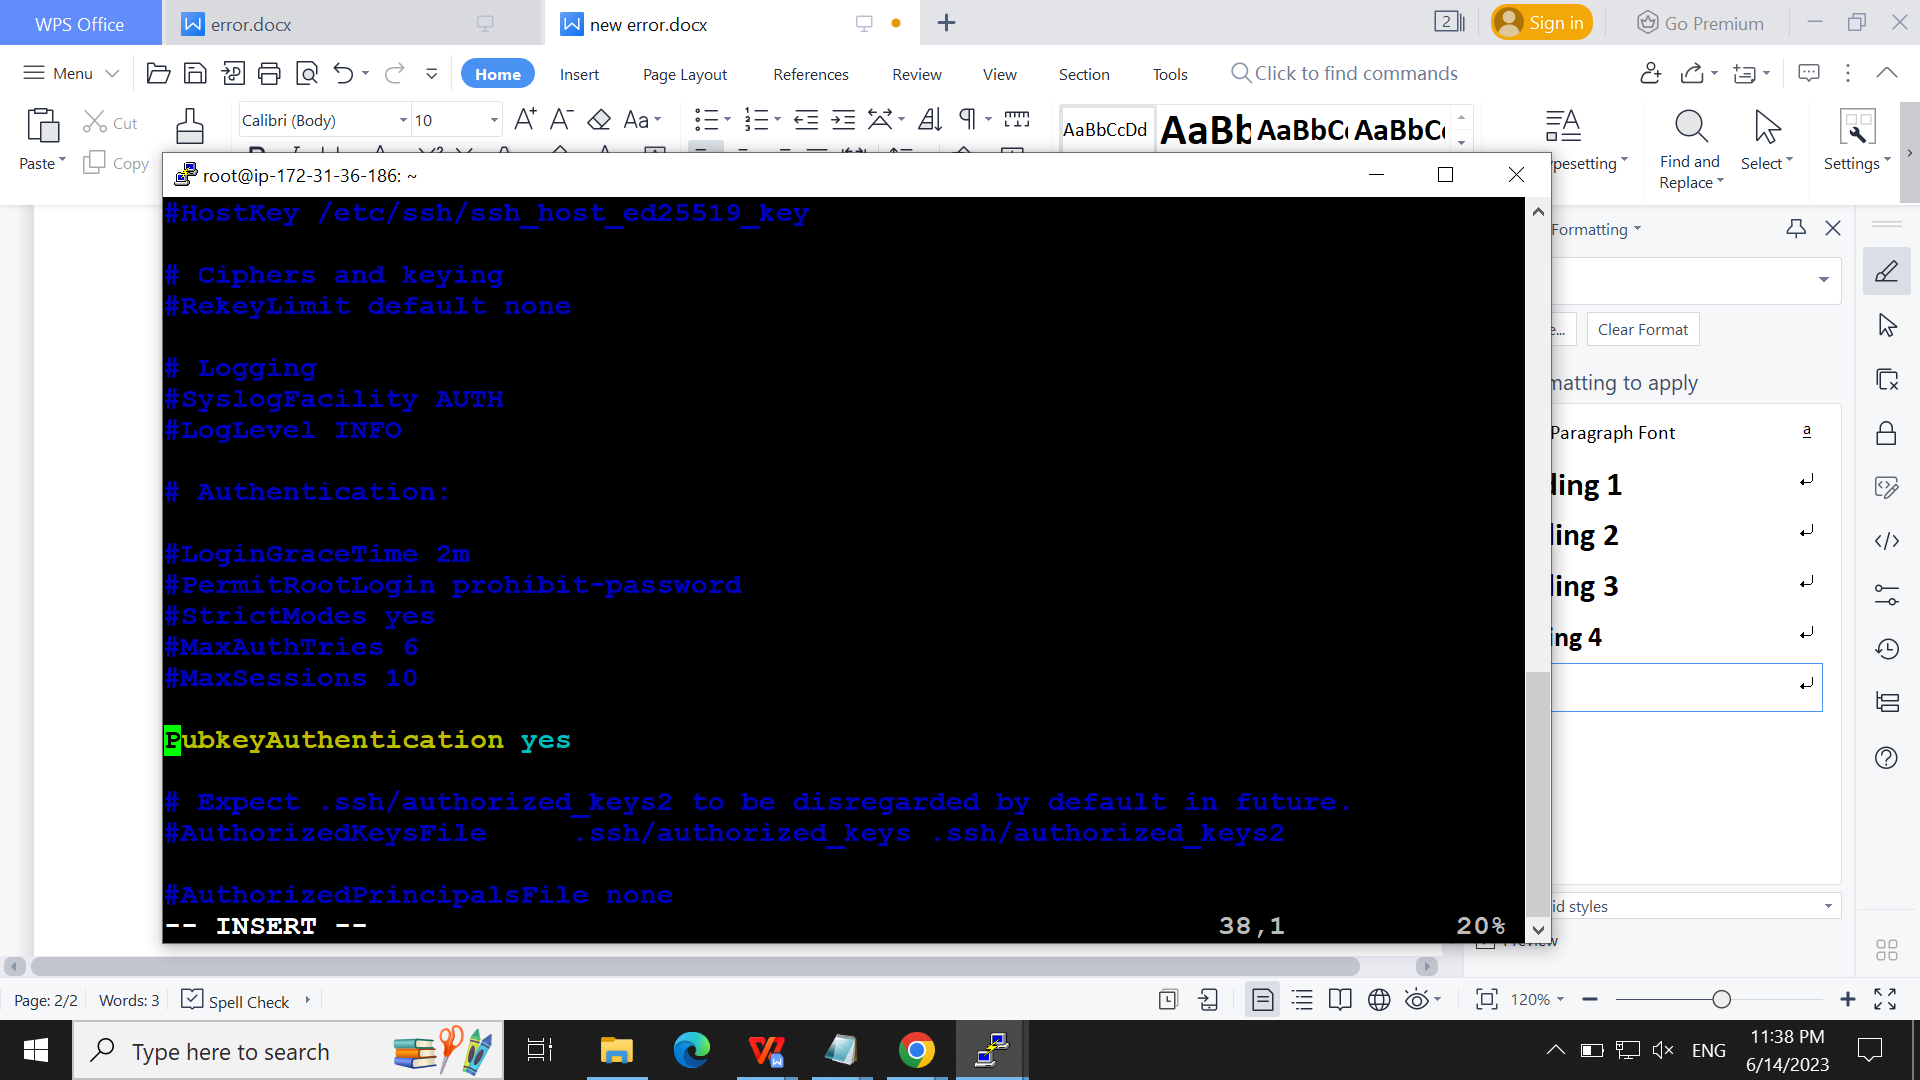 WPS Office
error.docx
new error.docx
2
Sign in
Go Premium
Menu
Home
Insert
Page Layout
References
Review
View
Section
Tools
Click to find commands
Paste
Cut
Copy
Calibri (Body)
10
AaBbCcDd
AaBb
AaBbC
AaBbC
ypesetting
Find and
Replace
Select
Settings
root@ip-172-31-36-186: ~
#HostKey /etc/ssh/ssh_host_ed25519_key
# Ciphers and keying
#RekeyLimit default none
# Logging
#SyslogFacility AUTH
#LogLevel INFO
# Authentication:
#LoginGraceTime 2m
#PermitRootLogin prohibit-password
#StrictModes yes
#MaxAuthTries 6
#MaxSessions 10
PubkeyAuthentication yes
# Expect .ssh/authorized_keys2 to be disregarded by default in future.
#AuthorizedKeysFile .ssh/authorized_keys .ssh/authorized_keys2
#AuthorizedPrincipalsFile none
-- INSERT -- 38,1 20%
Formatting
e...
Clear Format
matting to apply
Paragraph Font
a
ding 1
ling 2
ling 3
ing 4
id styles
Preview
Page: 2/2
Words: 3
Spell Check
120%
Type here to search
ENG
11:38 PM
6/14/2023